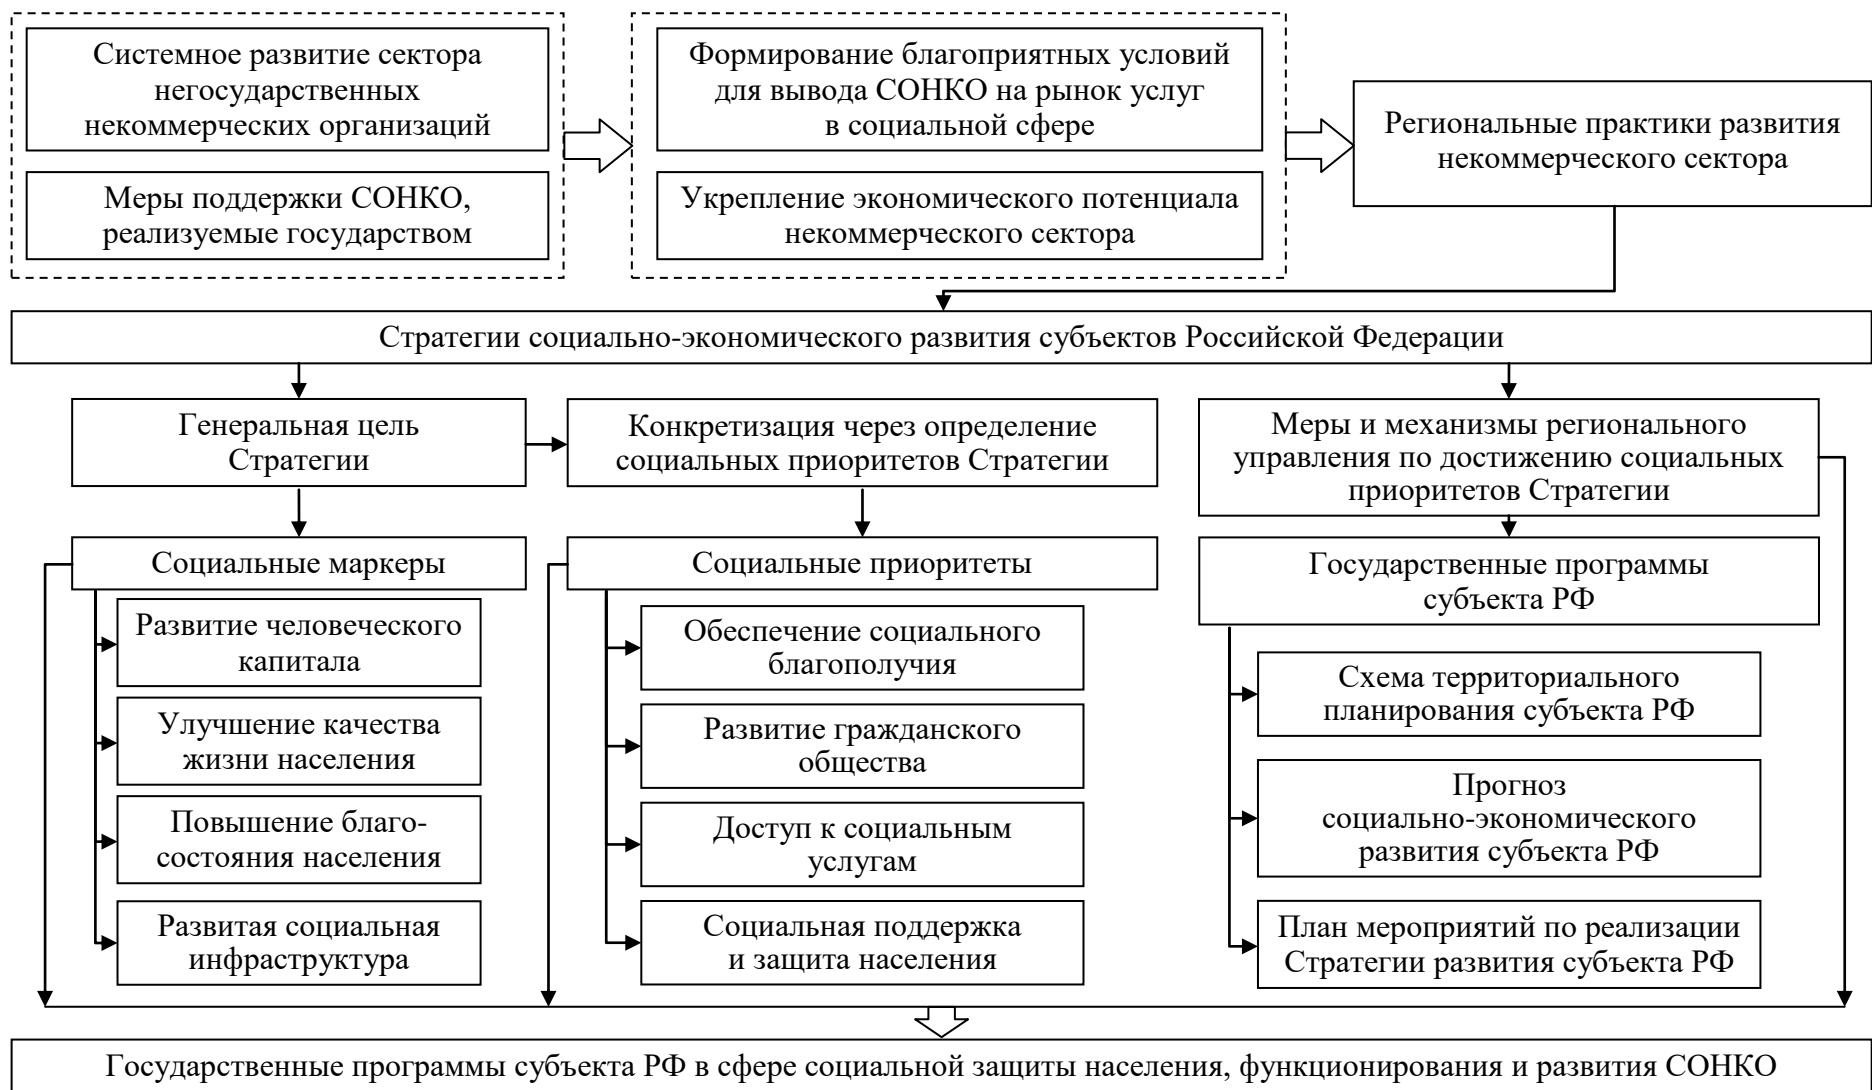 Системное развитие сектора
негосударственных
некоммерческих организаций
Меры поддержки СОНКО,
реализуемые государством
Формирование благоприятных условий
для вывода СОНКО на рынок услуг
в социальной сфере
Укрепление экономического потенциала
некоммерческого сектора
Региональные практики развития
некоммерческого сектора
Стратегии социально-экономического развития субъектов Российской Федерации
Генеральная цель
Стратегии
Конкретизация через определение
социальных приоритетов Стратегии
Меры и механизмы регионального
управления по достижению социальных
приоритетов Стратегии
Социальные маркеры
Развитие человеческого
капитала
Улучшение качества
жизни населения
Повышение благо-
состояния населения
Развитая социальная
инфраструктура
Социальные приоритеты
Обеспечение социального
благополучия
Развитие гражданского
общества
Доступ к социальным
услугам
Социальная поддержка
и защита населения
Государственные программы
субъекта РФ
Схема территориального
планирования субъекта РФ
Прогноз
социально-экономического
развития субъекта РФ
План мероприятий по реализации
Стратегии развития субъекта РФ
Государственные программы субъекта РФ в сфере социальной защиты населения, функционирования и развития СОНКО